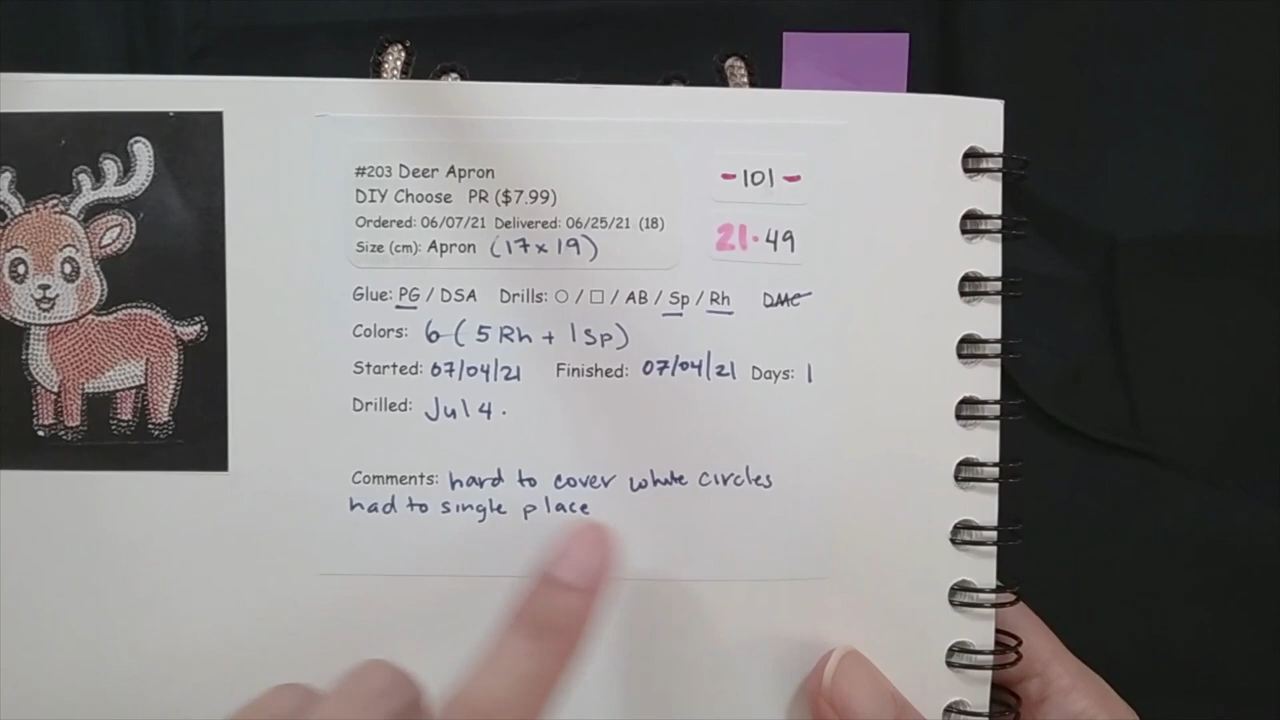 #203 Deer Apron
DIY Choose PR ($7.99)
Ordered: 06/07/21 Delivered: 06/25/21 (18)
Size (cm): Apron (17x19)
-101-
21·49
Glue: PG / DSA Drills: ○ / □ / AB / Sp / Rh DMC
Colors: 6 (5 Rh + 1 Sp)
Started: 07/04/21 Finished: 07/04/21 Days: 1
Drilled: Jul 4.
Comments: hard to cover white circles
had to single place